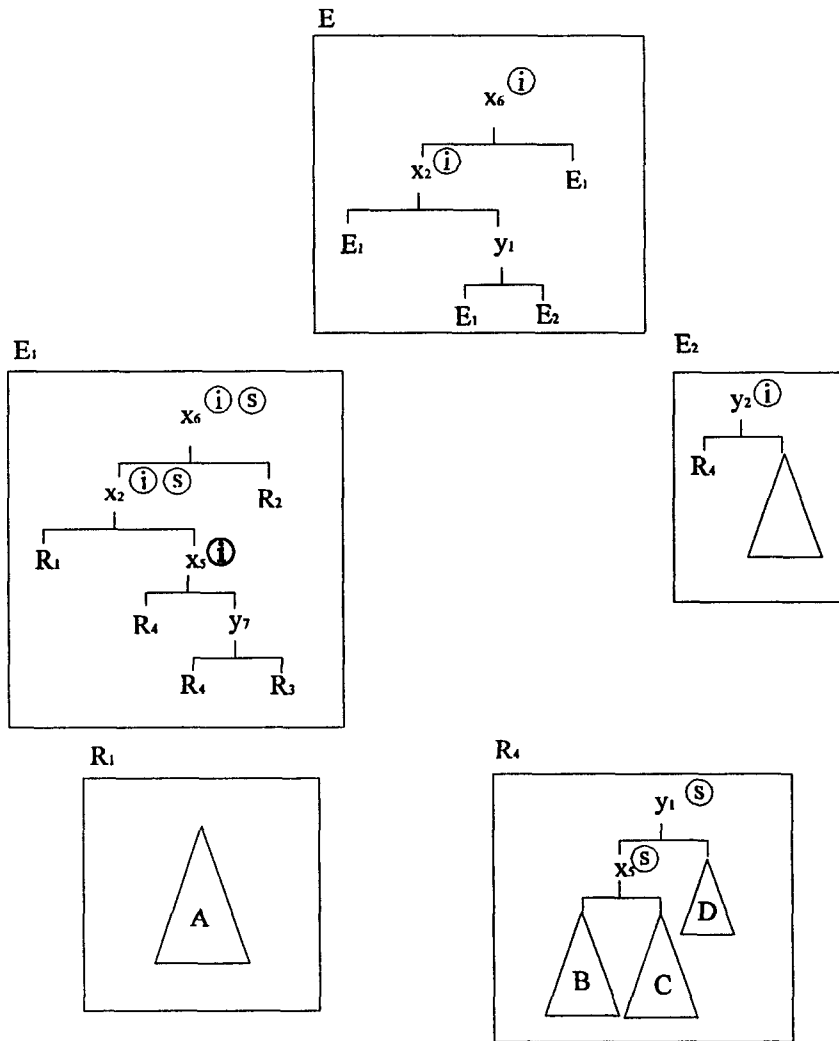 E
x₆ ⓘ
x₂ ⓘ E₁
E₁ y₁
E₁ E₂
E₁
x₆ ⓘ ⓢ
x₂ ⓘ ⓢ R₂
R₁ x₅ ⓘ
R₄ y₇
R₄ R₃
E₂
y₂ ⓘ
R₄
R₁
A
R₄
y₁ ⓢ
x₅ ⓢ
D
B C